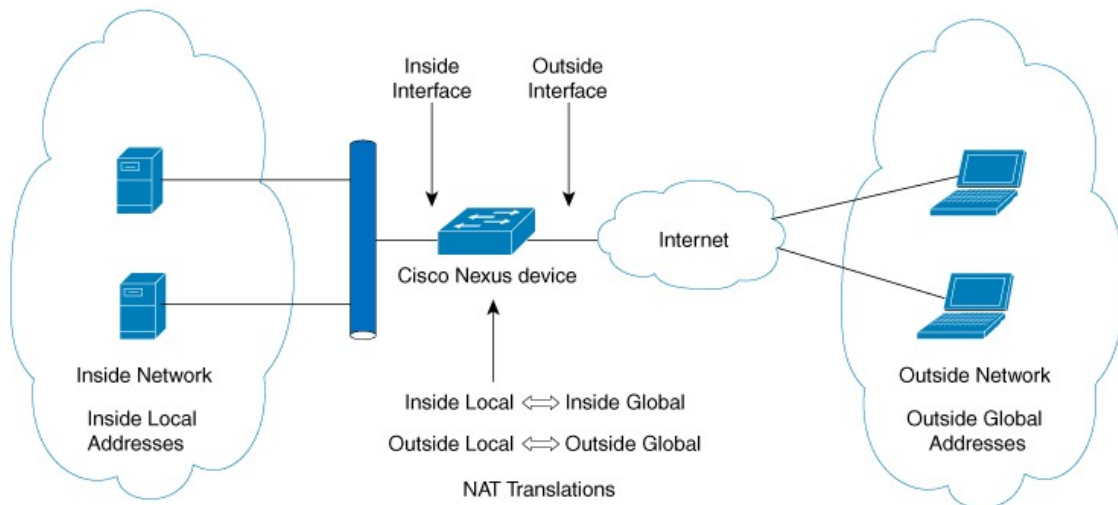 Inside
Interface
Outside
Interface
Internet
Cisco Nexus device
Inside Network
Inside Local
Addresses
Outside Network
Outside Global
Addresses
Inside Local ⇔ Inside Global
Outside Local ⇔ Outside Global
NAT Translations